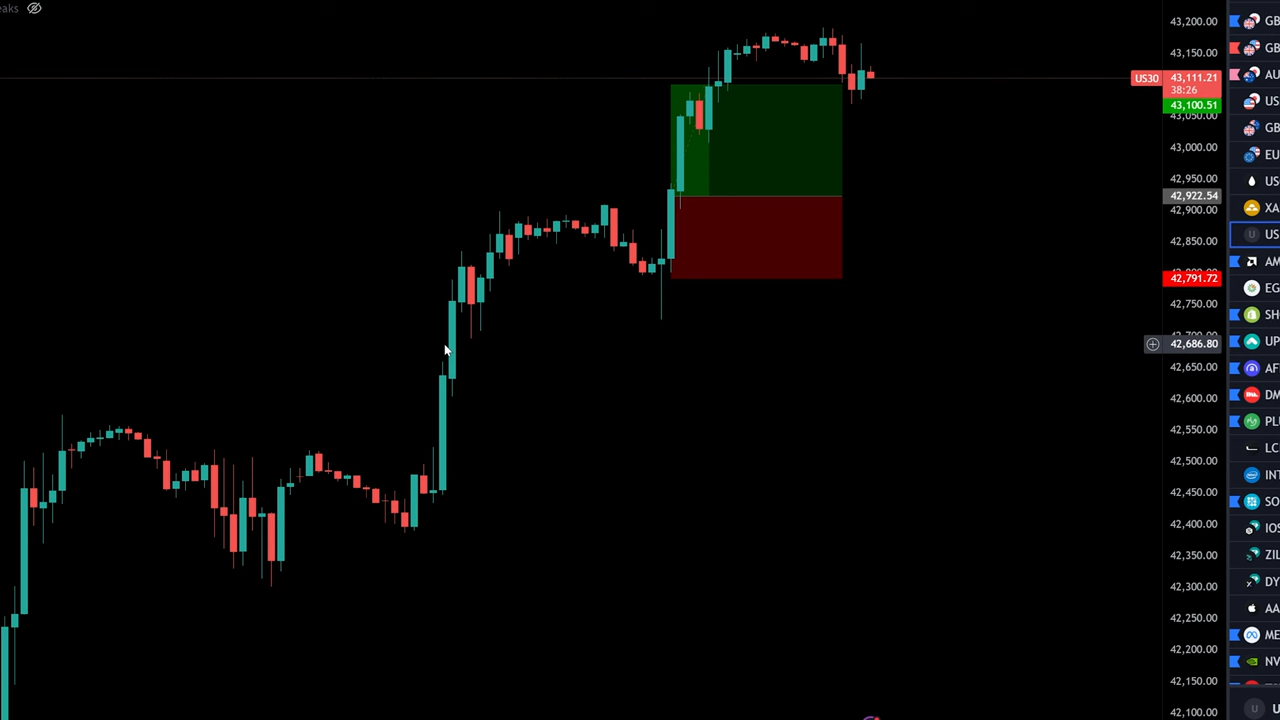 eaks
43,200.00
43,150.00
US30 43,111.21
38:26
43,100.51
43,050.00
43,000.00
42,950.00
42,922.54
42,900.00
42,850.00
42,791.72
42,750.00
42,686.80
42,650.00
42,600.00
42,550.00
42,500.00
42,450.00
42,400.00
42,350.00
42,300.00
42,250.00
42,200.00
42,150.00
42,100.00
GB
GB
AU
US
GB
EU
US
XA
US
AM
EG
SH
UP
AF
DM
PL
LC
INT
SO
IOS
ZIL
DY
AA
ME
NV
U